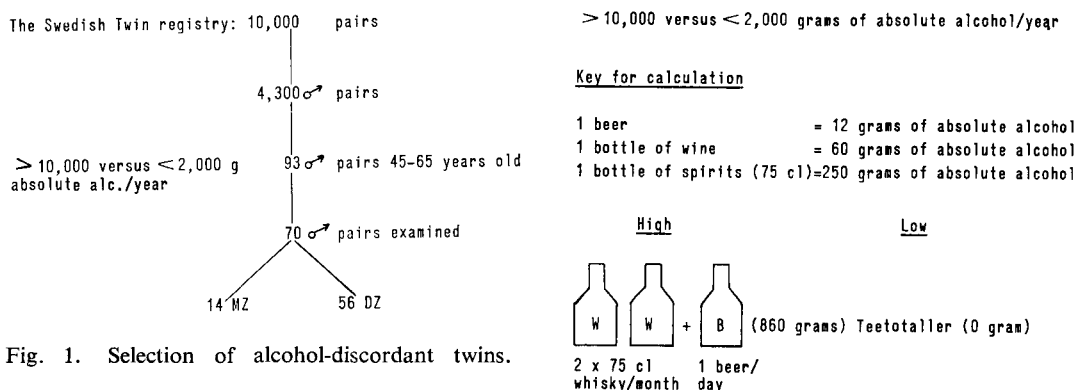 The Swedish Twin registry: 10,000 pairs
4,300 ♂ pairs
> 10,000 versus < 2,000 g
absolute alc./year
93 ♂ pairs 45-65 years old
70 ♂ pairs examined
14 MZ 56 DZ
Fig. 1. Selection of alcohol-discordant twins.
> 10,000 versus < 2,000 grams of absolute alcohol/year
Key for calculation
1 beer = 12 grams of absolute alcohol
1 bottle of wine = 60 grams of absolute alcohol
1 bottle of spirits (75 cl)=250 grams of absolute alcohol
High Low
W W + B (860 grams) Teetotaller (0 gram)
2 x 75 cl 1 beer/
whisky/month day